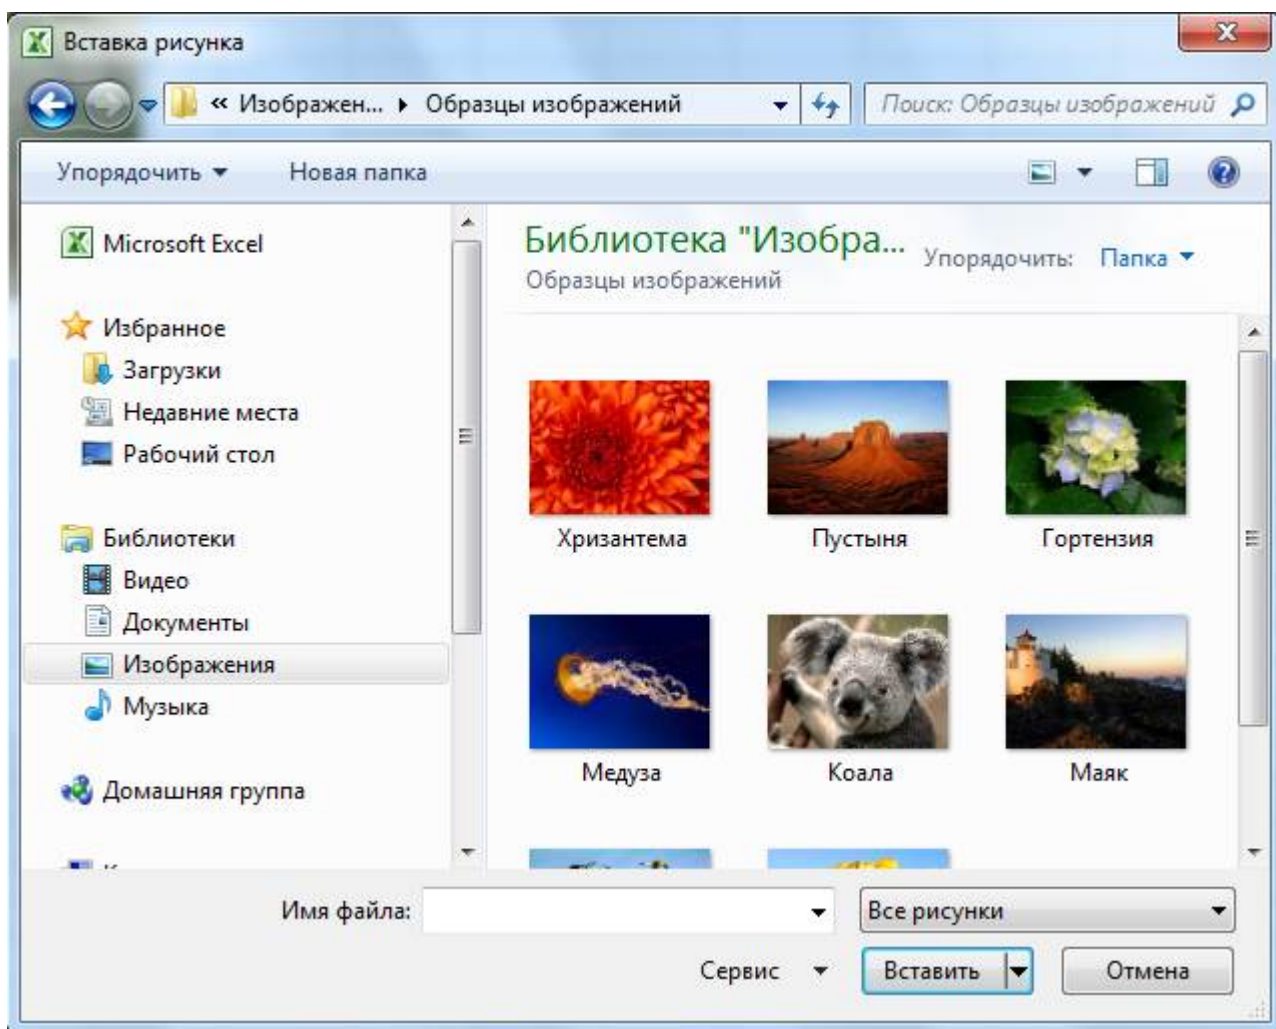 Вставка рисунка
« Изображен... Образцы изображений
Поиск: Образцы изображений
Упорядочить Новая папка
Microsoft Excel
Избранное
Загрузки
Недавние места
Рабочий стол
Библиотеки
Видео
Документы
Изображения
Музыка
Домашняя группа
Библиотека "Изобра...
Образцы изображений
Упорядочить: Папка
Хризантема Пустыня Гортензия
Медуза Коала Маяк
Имя файла: Все рисунки
Сервис Вставить Отмена